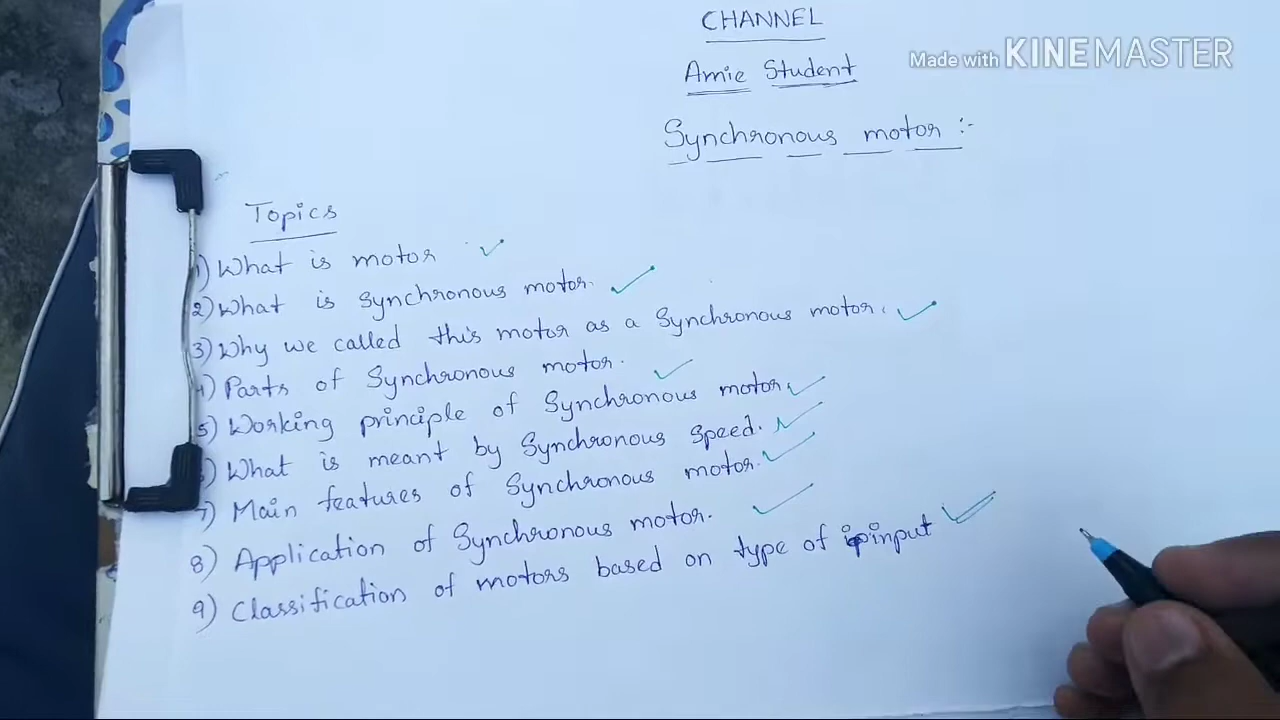 CHANNEL
Made with KINEMASTER
Amie Student
Synchronous motor :-
Topics
1) What is motor
2) What is Synchronous motor.
3) Why we called this motor as a Synchronous motor.
4) Parts of Synchronous motor.
5) Working principle of Synchronous motor
6) What is meant by Synchronous Speed.
7) Main features of Synchronous motor.
8) Application of Synchronous motor.
9) Classification of motors based on type of input